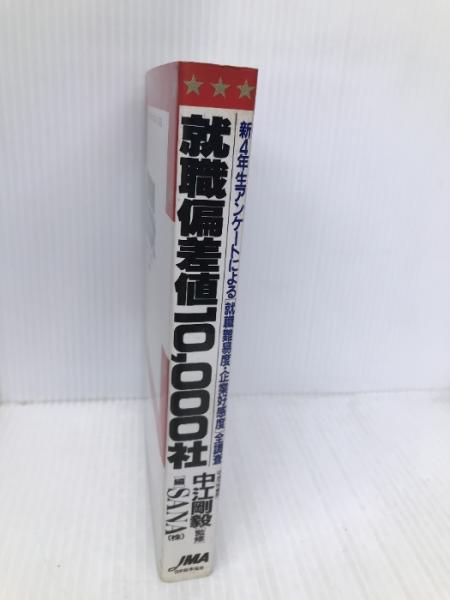 新4年生アンケートによる「就職難易度・企業好感度」全調査
就職偏差値10,000社
中江剛毅 監修
SANA(株) 編
JMA